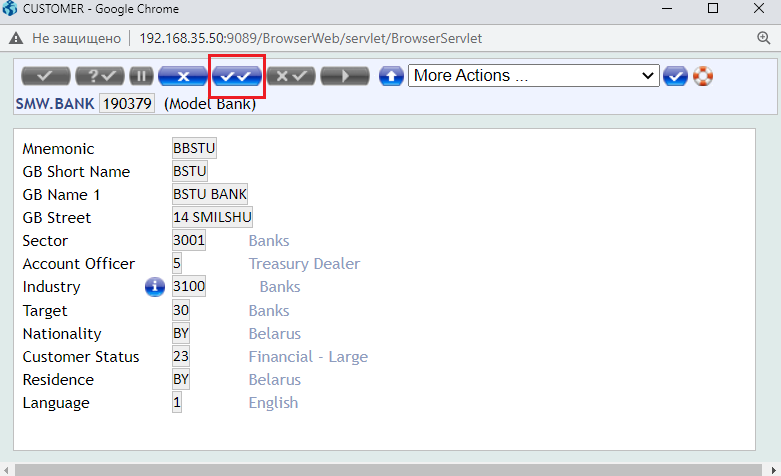 CUSTOMER - Google Chrome
Не защищено 192.168.35.50:9089/BrowserWeb/servlet/BrowserServlet
More Actions ...
SMW.BANK 190379 (Model Bank)
Mnemonic BBSTU
GB Short Name BSTU
GB Name 1 BSTU BANK
GB Street 14 SMILSHU
Sector 3001 Banks
Account Officer 5 Treasury Dealer
Industry 3100 Banks
Target 30 Banks
Nationality BY Belarus
Customer Status 23 Financial - Large
Residence BY Belarus
Language 1 English